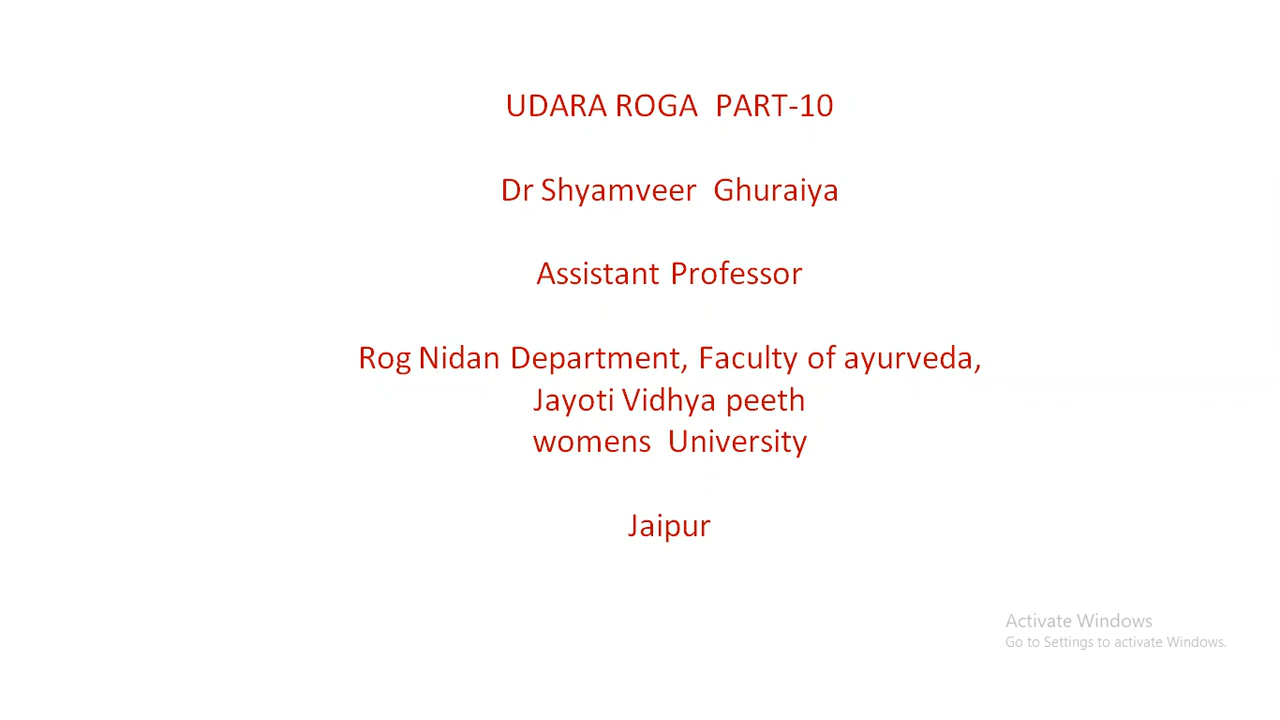 UDARA ROGA PART-10
Dr Shyamveer Ghuraiya
Assistant Professor
Rog Nidan Department, Faculty of ayurveda,
Jayoti Vidhya peeth
womens University
Jaipur
Activate Windows
Go to Settings to activate Windows.